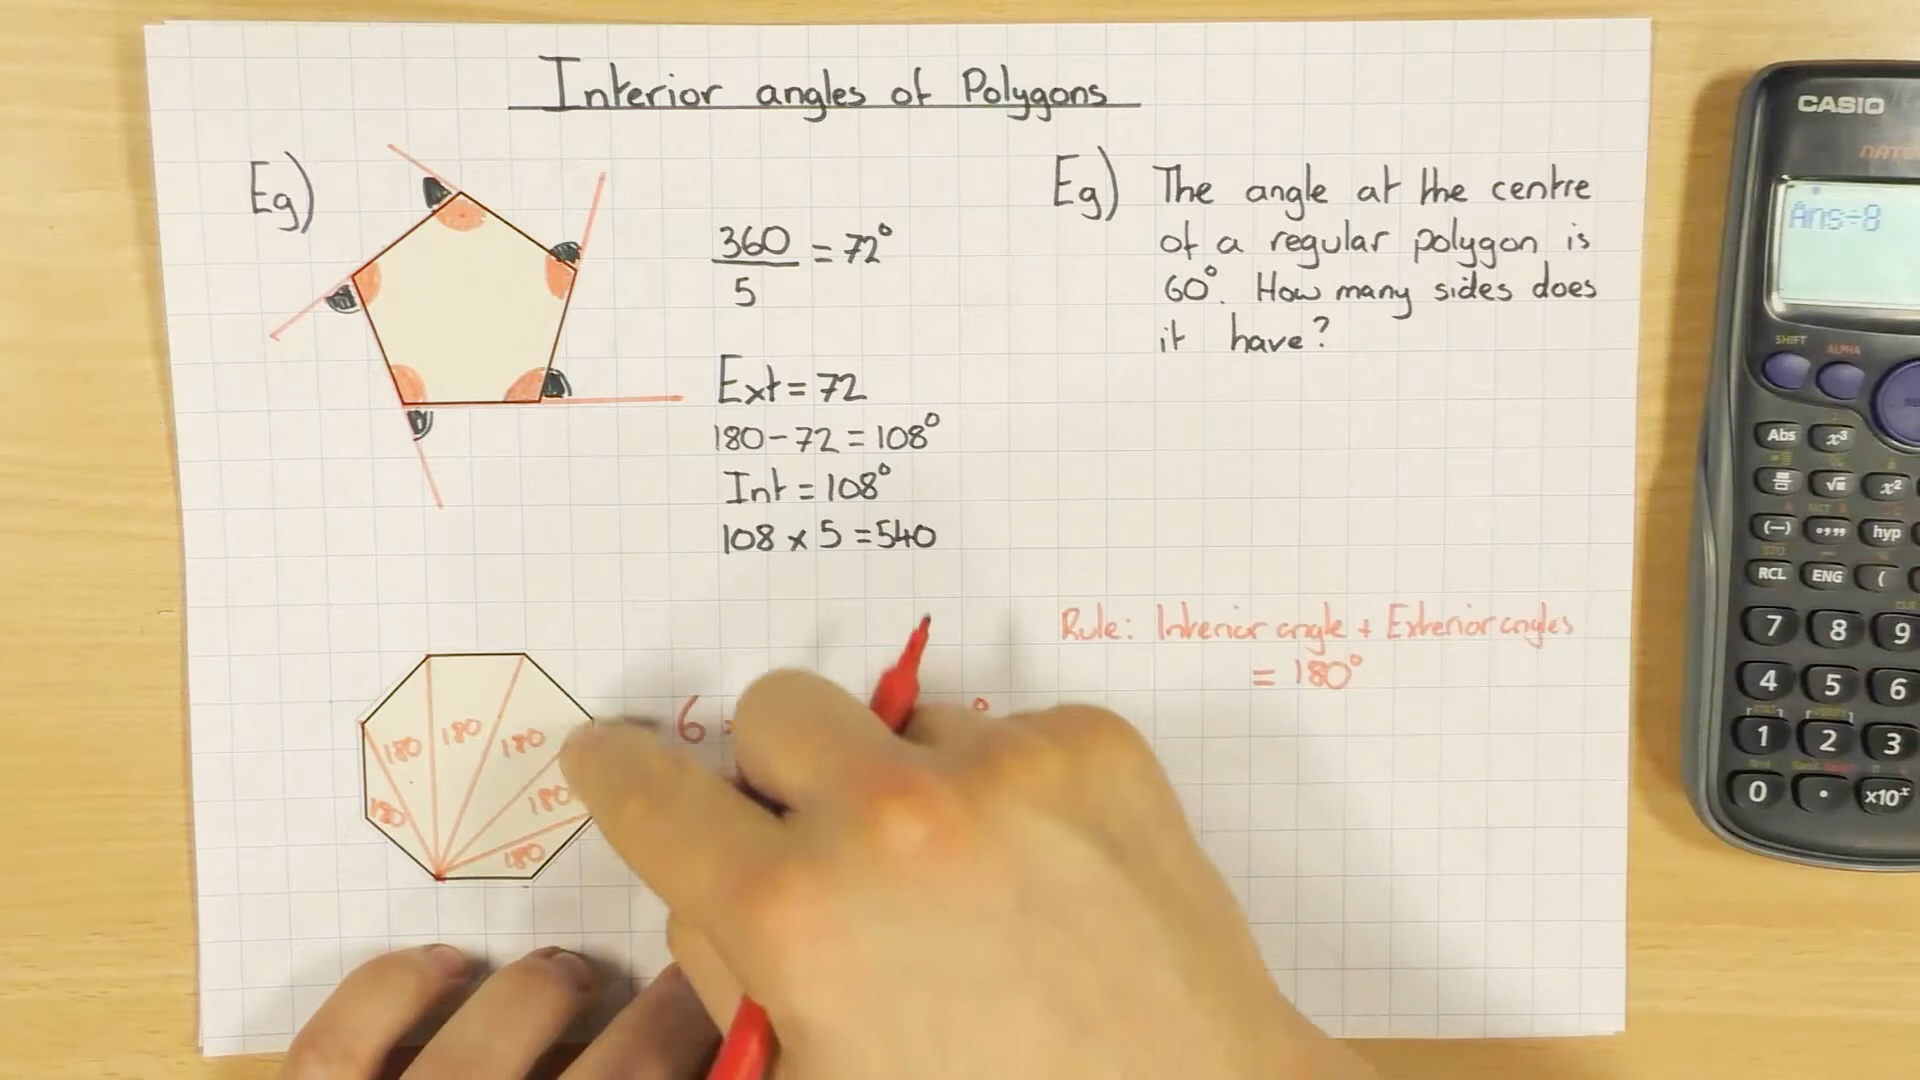 Interior angles of Polygons
Eg)
360
5
= 72°
Ext = 72
180 - 72 = 108°
Int = 108°
108 x 5 = 540
Eg) The angle at the centre
of a regular polygon is
60°. How many sides does
it have?
Rule: Interior angle + Exterior angles
= 180°
180
180
180
180
180
180
6
CASIO
Ans÷8
SHIFT
ALPHA
Abs x³
√ x²
(-) hyp
RCL ENG (
7 8 9
4 5 6
1 2 3
0 . x10ˣ